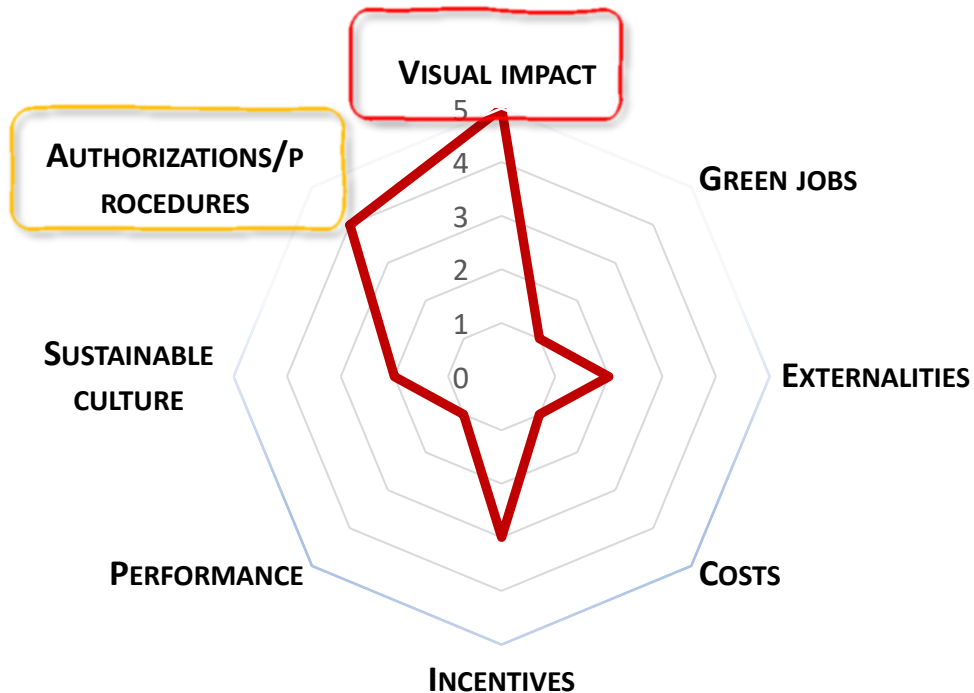 VISUAL IMPACT
AUTHORIZATIONS/P
ROCEDURES
5
4
3
2
1
0
GREEN JOBS
SUSTAINABLE
CULTURE
EXTERNALITIES
PERFORMANCE
COSTS
INCENTIVES